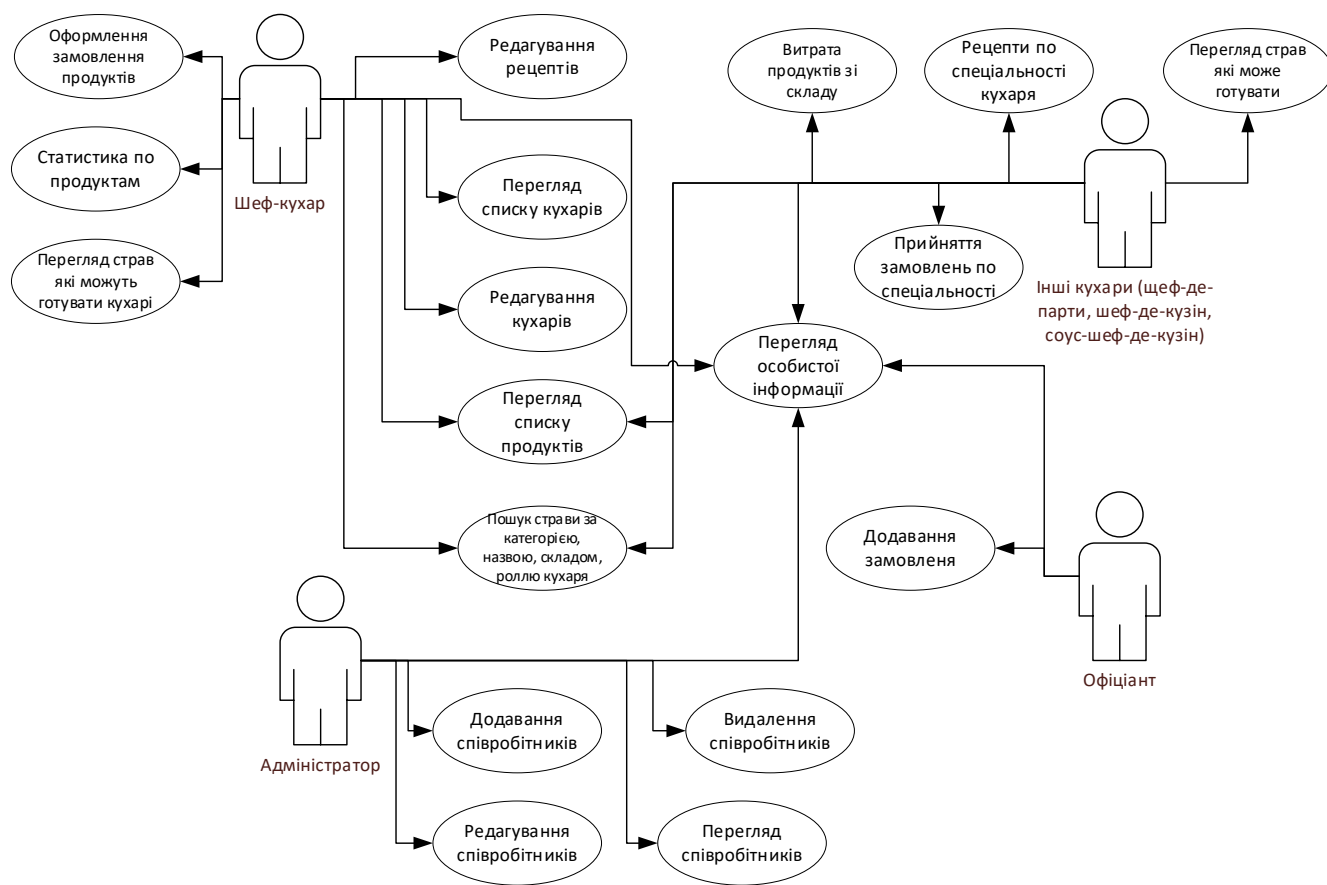 Оформлення
замовлення
продуктів
Статистика по
продуктам
Перегляд страв
які можуть
готувати кухарі
Шеф-кухар
Редагування
рецептів
Перегляд
списку кухарів
Редагування
кухарів
Перегляд
списку
продуктів
Пошук страви за
категорією,
назвою, складом,
роллю кухаря
Витрата
продуктів зі
складу
Рецепти по
спеціальності
кухаря
Перегляд страв
які може
готувати
Прийняття
замовлень по
спеціальності
Інші кухари (щеф-де-
парти, шеф-де-кузін,
соус-шеф-де-кузін)
Перегляд
особистої
інформації
Додавання
замовленя
Офіціант
Адміністратор
Додавання
співробітників
Видалення
співробітників
Редагування
співробітників
Перегляд
співробітників